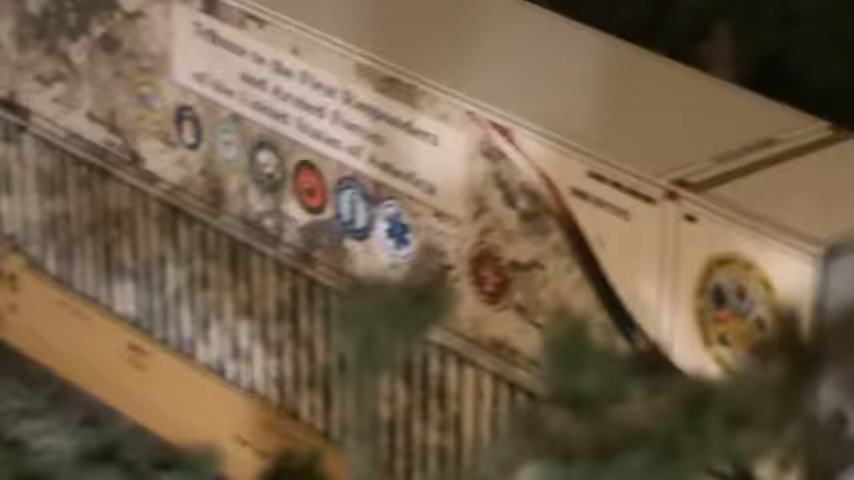 Tribute to the First Responders
and Armed Forces
of the United States of America